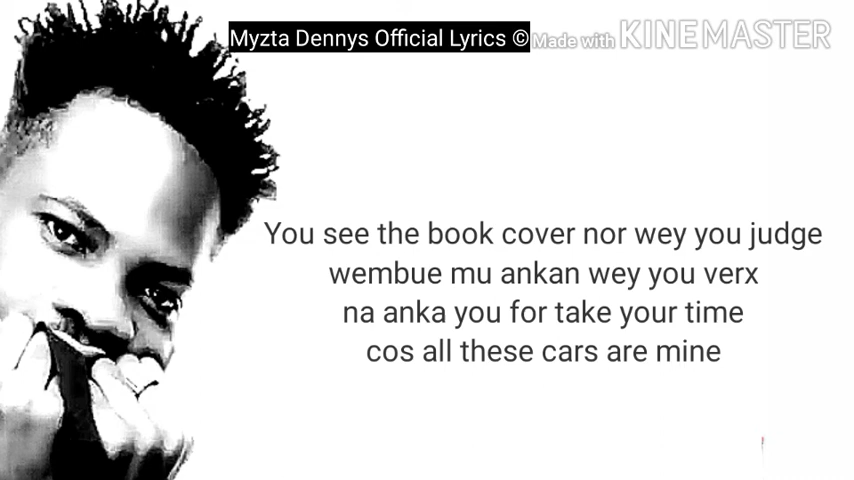 Myzta Dennys Official Lyrics © Made with KINEMASTER
You see the book cover nor wey you judge
wembue mu ankan wey you verx
na anka you for take your time
cos all these cars are mine